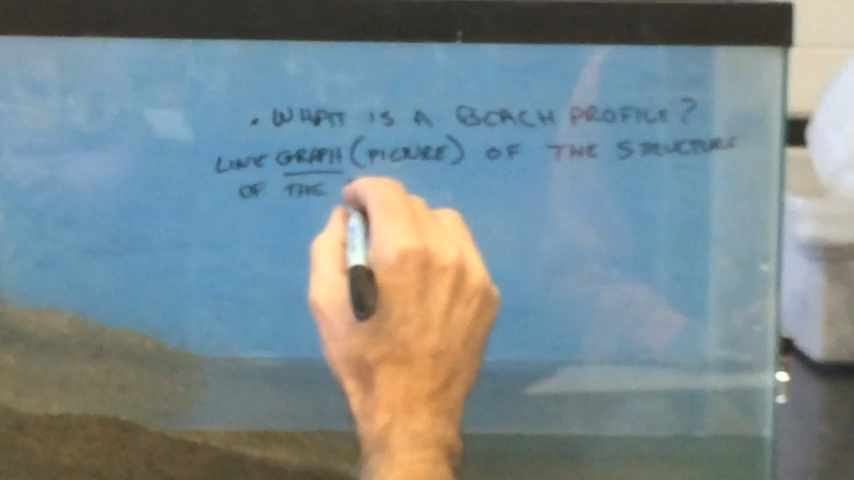 . WHAT IS A BEACH PROFILE?
LINE GRAPH (PICTURE) OF THE STRUCTURE
OF THE